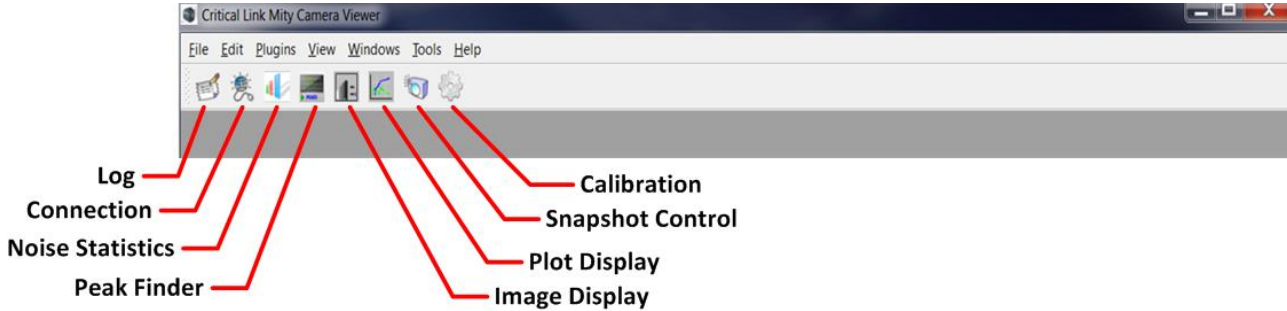 Critical Link Mity Camera Viewer
File Edit Plugins View Windows Tools Help
Log
Connection
Noise Statistics
Peak Finder
Calibration
Snapshot Control
Plot Display
Image Display